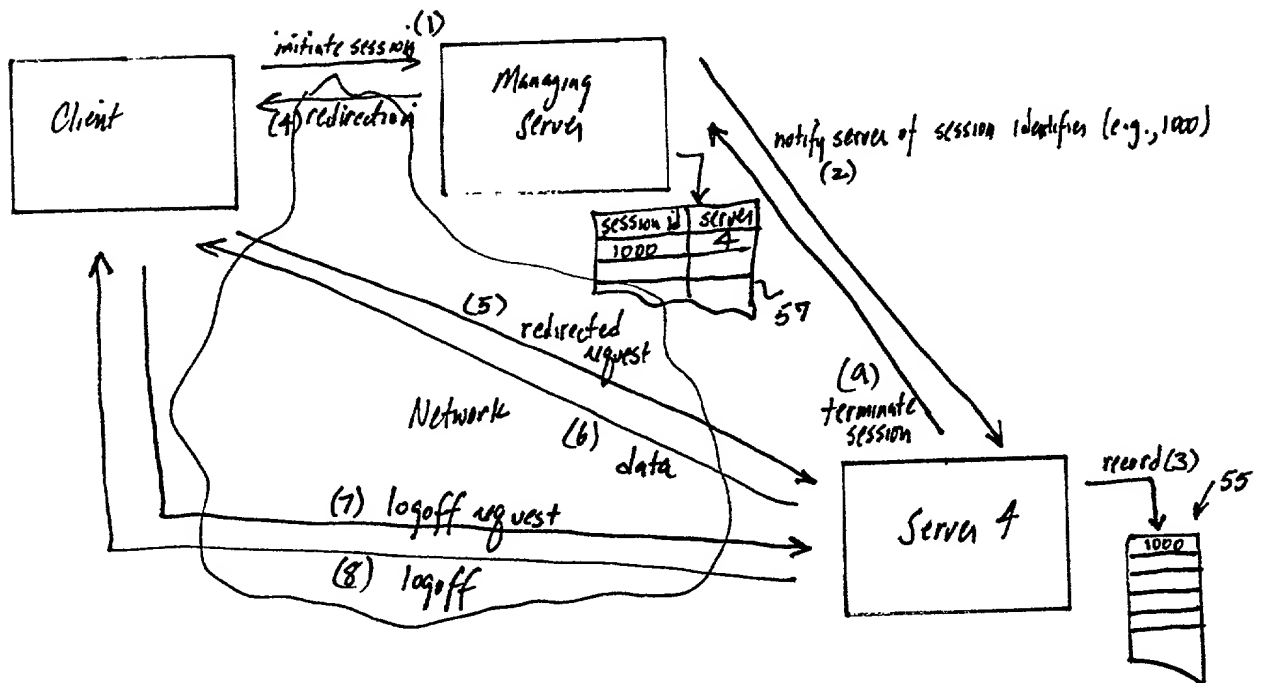 (1)
initiate session
Client
(4) redirection
Managing
Server
notify server of session identifier (e.g., 1000)
(2)
session id server
1000 4
57
(5)
redirected
request
Network
(6)
data
(9)
terminate
session
Server 4
record (3)
55
1000
(7) logoff request
(8) logoff